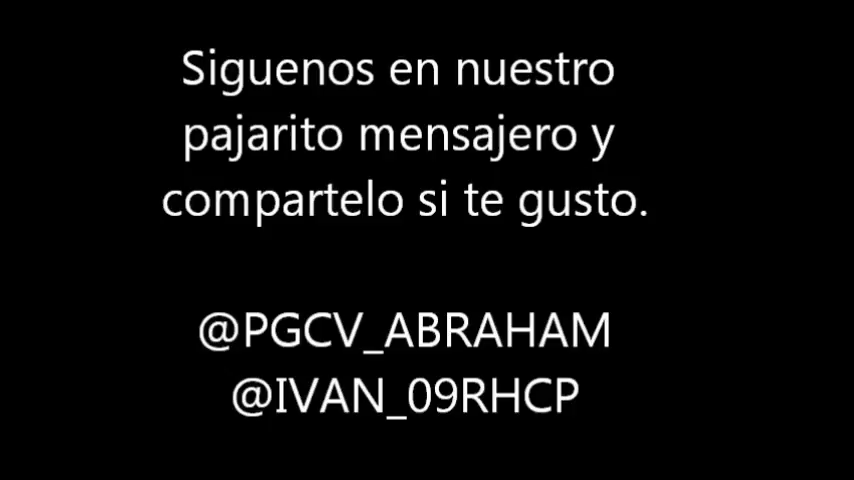 Siguenos en nuestro
pajarito mensajero y
compartelo si te gusto.
@PGCV_ABRAHAM
@IVAN_09RHCP